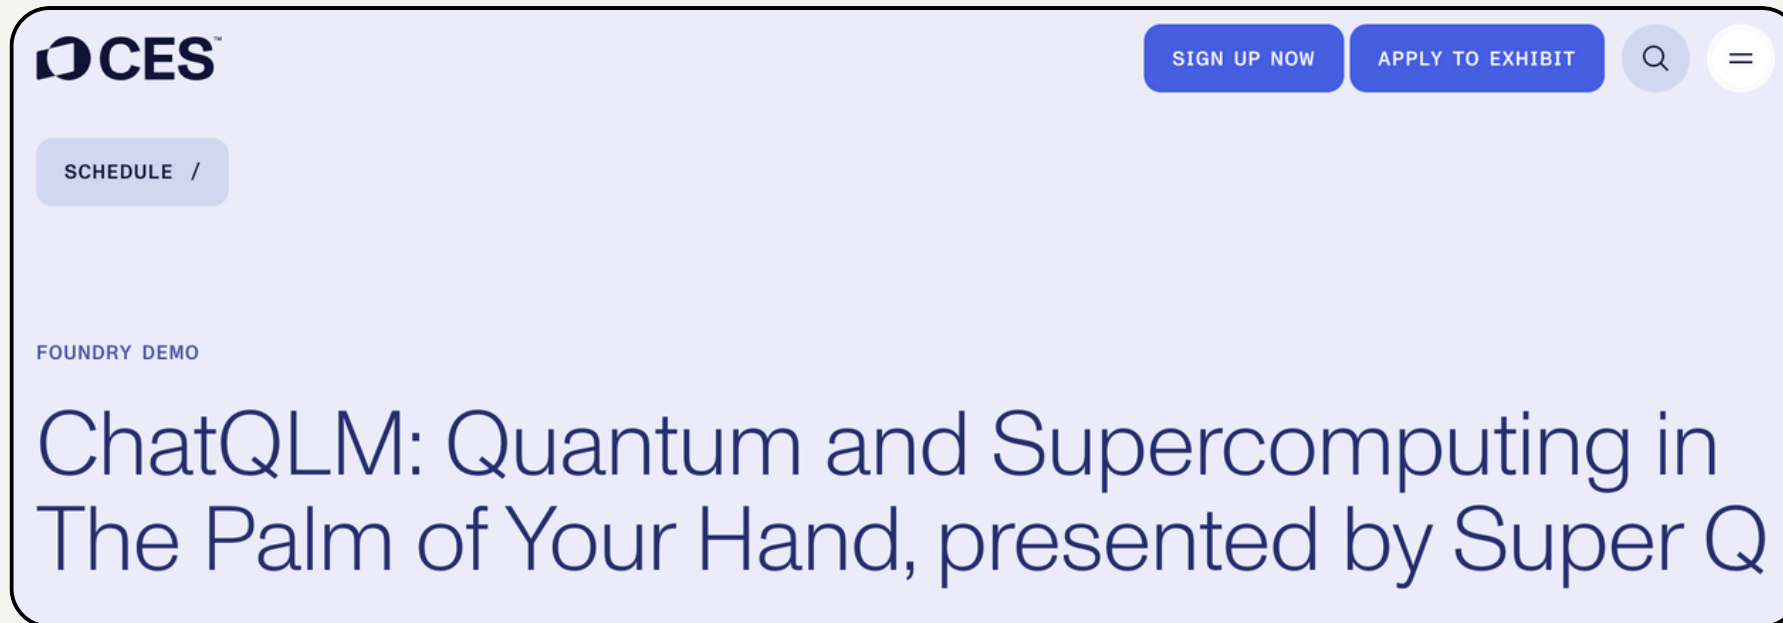 CES™
SIGN UP NOW
APPLY TO EXHIBIT
SCHEDULE /
FOUNDRY DEMO
ChatQLM: Quantum and Supercomputing in
The Palm of Your Hand, presented by Super Q